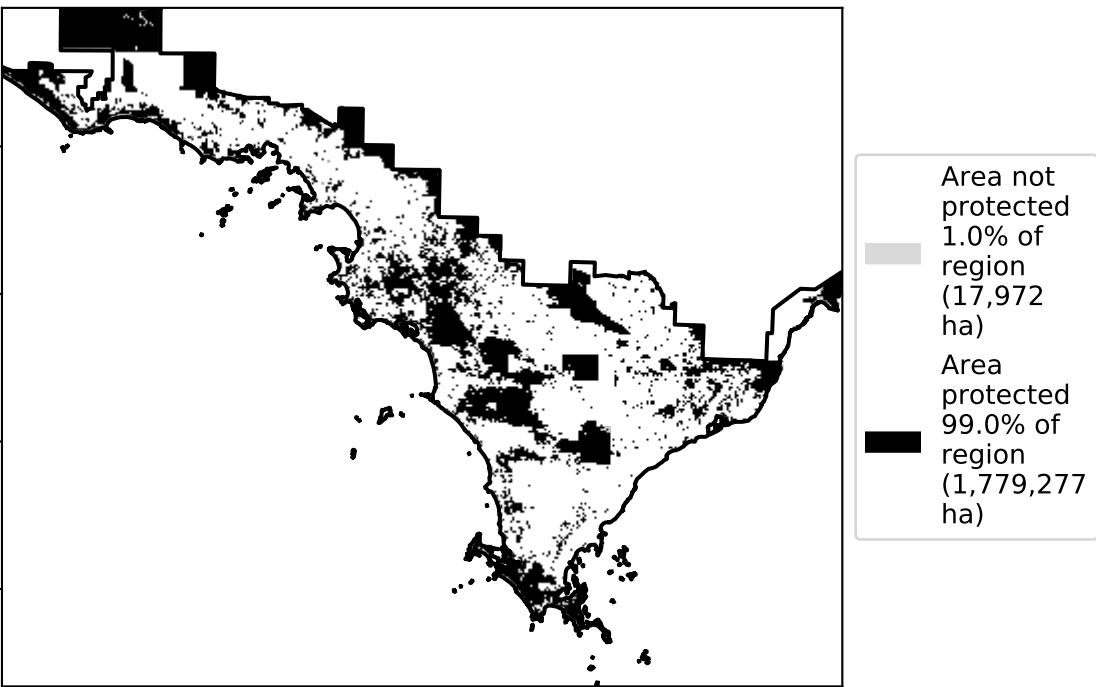 Area not
protected
1.0% of
region
(17,972
ha)
Area
protected
99.0% of
region
(1,779,277
ha)